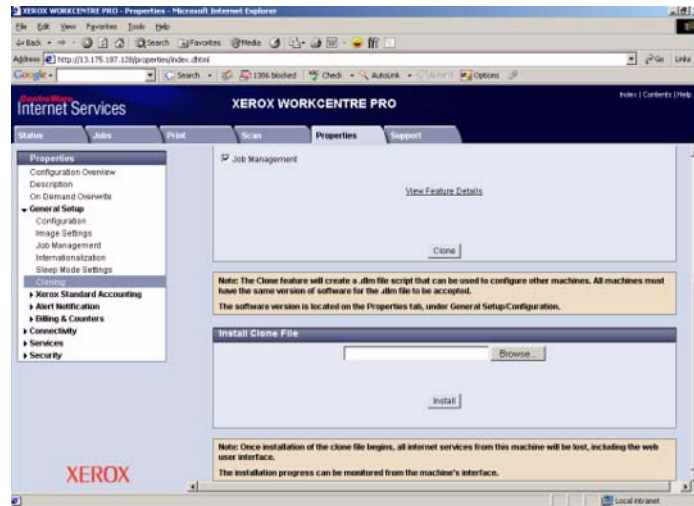 XEROX WORKCENTRE PRO - Properties - Microsoft Internet Explorer
File Edit View Favorites Tools Help
Back Search Favorites Media
Address http://13.175.187.128/properties/index.dhtml Go Links
Google Search 1306 blocked Check AutoLink Options
CentreWare
Internet Services
XEROX WORKCENTRE PRO
Index | Contents | Help
Status Jobs Print Scan Properties Support
Properties
Configuration Overview
Description
On Demand Overwrite
General Setup
Configuration
Image Settings
Job Management
Internationalization
Sleep Mode Settings
Cloning
Xerox Standard Accounting
Alert Notification
Billing & Counters
Connectivity
Services
Security
Job Management
View Feature Details
Clone
Note: The Clone feature will create a .dlm file script that can be used to configure other machines. All machines must
have the same version of software for the .dlm file to be accepted.
The software version is located on the Properties tab, under General Setup/Configuration.
Install Clone File
Browse...
Install
Note: Once installation of the clone file begins, all internet services from this machine will be lost, including the web
user interface.
The installation progress can be monitored from the machine's interface.
XEROX
Local intranet